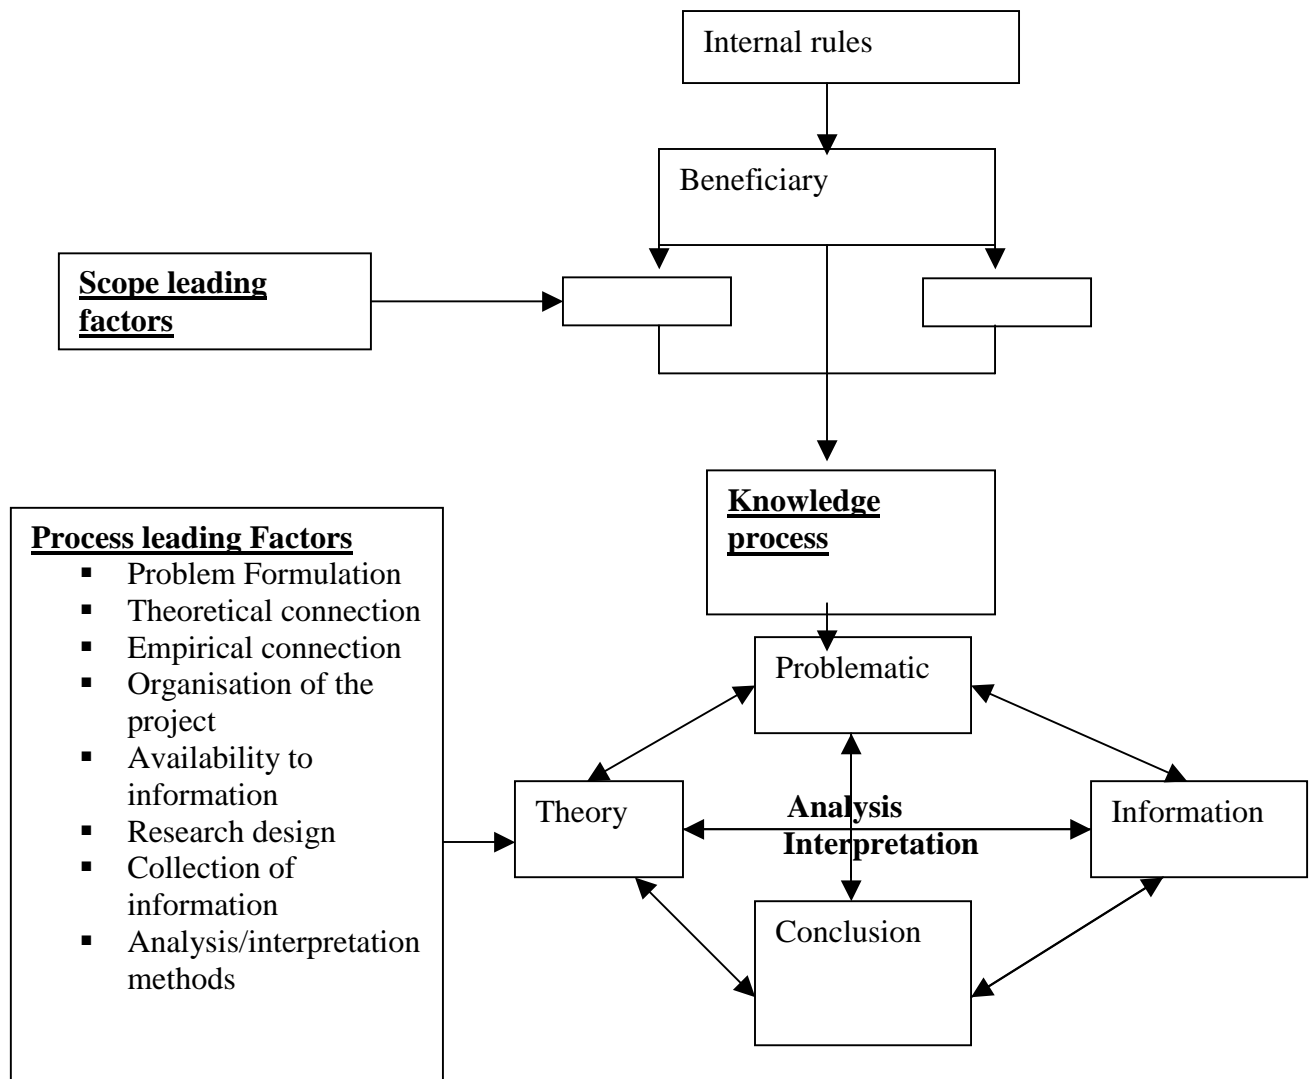 Internal rules
Beneficiary
Scope leading
factors
Knowledge
process
Process leading Factors
▪ Problem Formulation
▪ Theoretical connection
▪ Empirical connection
▪ Organisation of the
project
▪ Availability to
information
▪ Research design
▪ Collection of
information
▪ Analysis/interpretation
methods
Problematic
Theory
Analysis
Interpretation
Information
Conclusion